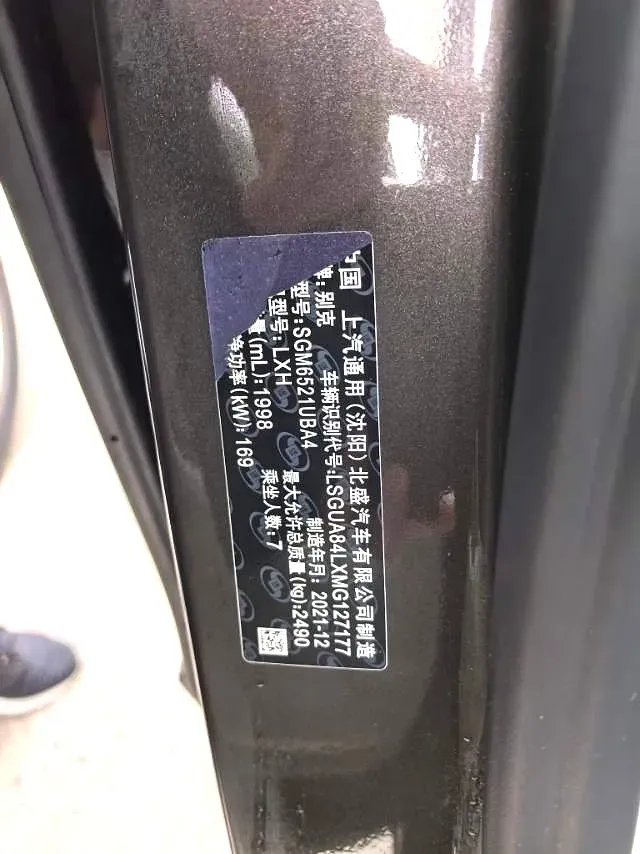 中国 上汽通用(沈阳)北盛汽车有限公司制造
牌:别克 车辆识别代号:LSGUA84LXMG127177
型号:SGM6521UBA4 制造年月:2021-12
型号:LXH 最大允许总质量(kg):2490
量(mL):1998 乘坐人数:7
净功率(kW):169